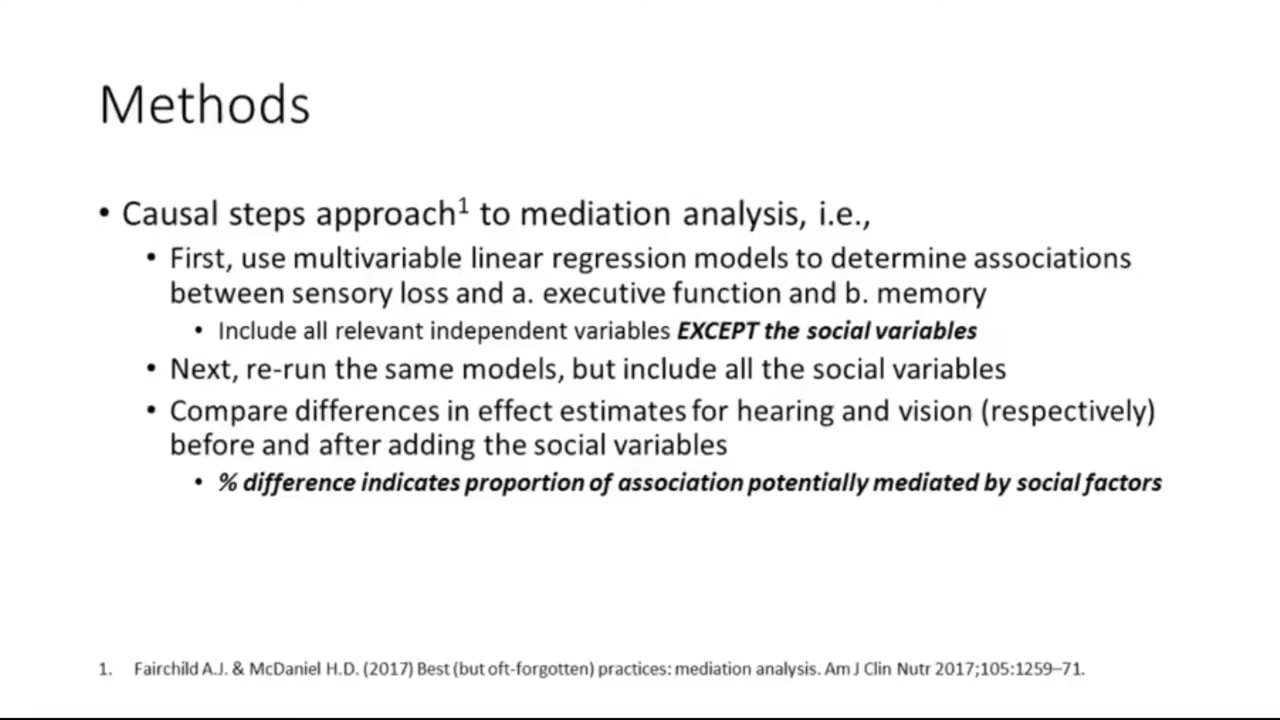 Methods
• Causal steps approach¹ to mediation analysis, i.e.,
• First, use multivariable linear regression models to determine associations
between sensory loss and a. executive function and b. memory
• Include all relevant independent variables EXCEPT the social variables
• Next, re-run the same models, but include all the social variables
• Compare differences in effect estimates for hearing and vision (respectively)
before and after adding the social variables
• % difference indicates proportion of association potentially mediated by social factors
1. Fairchild A.J. & McDaniel H.D. (2017) Best (but oft-forgotten) practices: mediation analysis. Am J Clin Nutr 2017;105:1259–71.